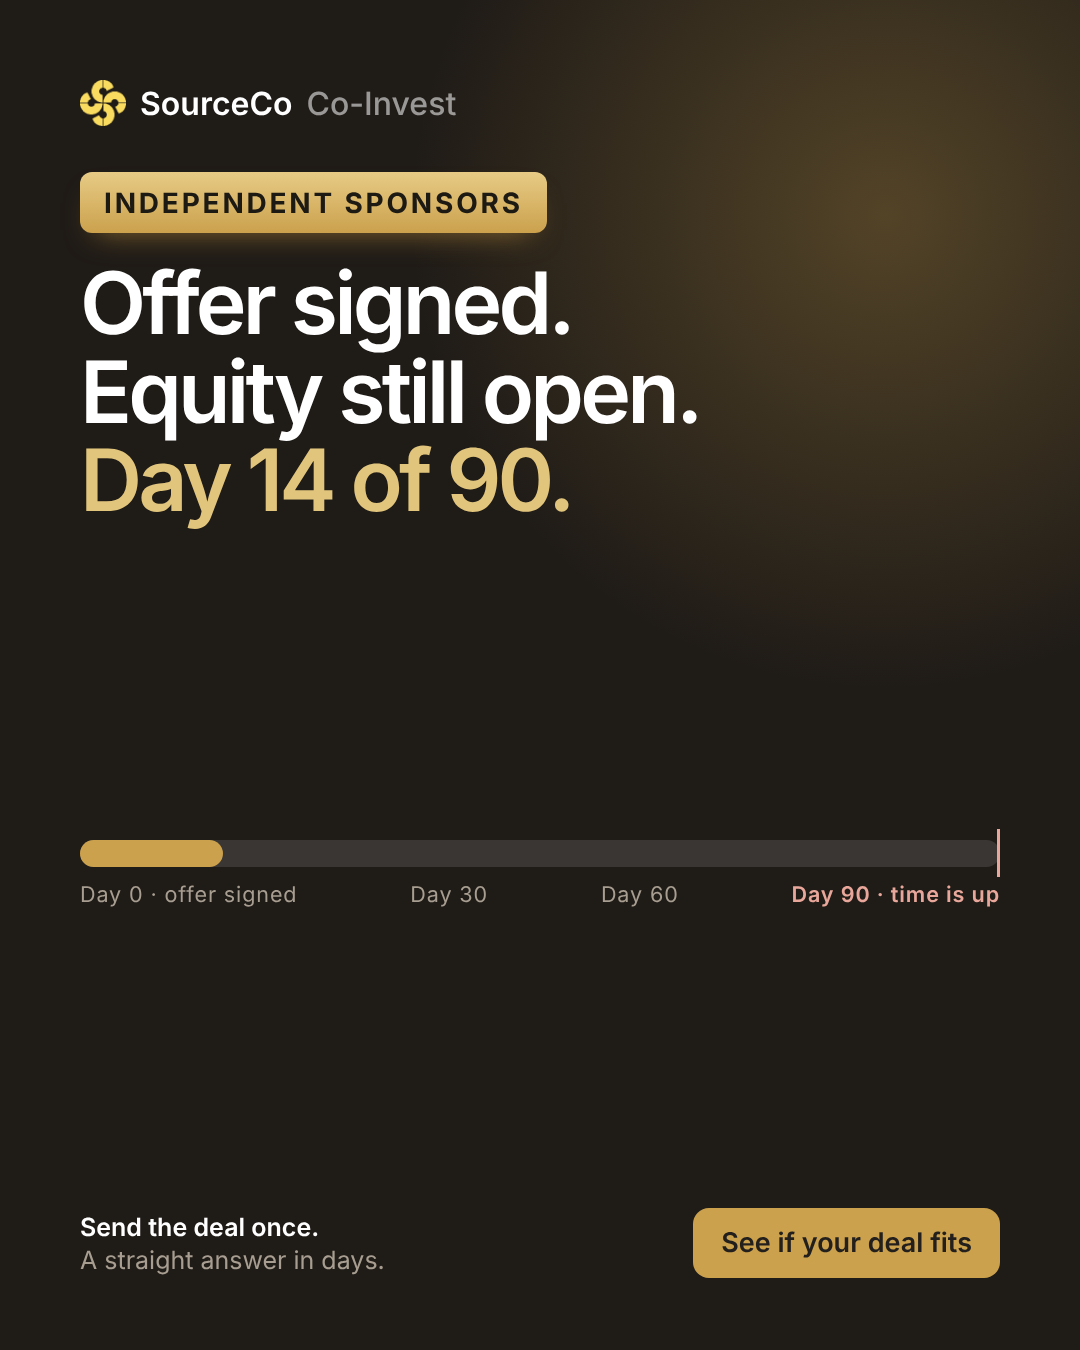 SourceCo Co-Invest
INDEPENDENT SPONSORS
Offer signed.
Equity still open.
Day 14 of 90.
Day 0 · offer signed Day 30 Day 60 Day 90 · time is up
Send the deal once.
A straight answer in days.
See if your deal fits